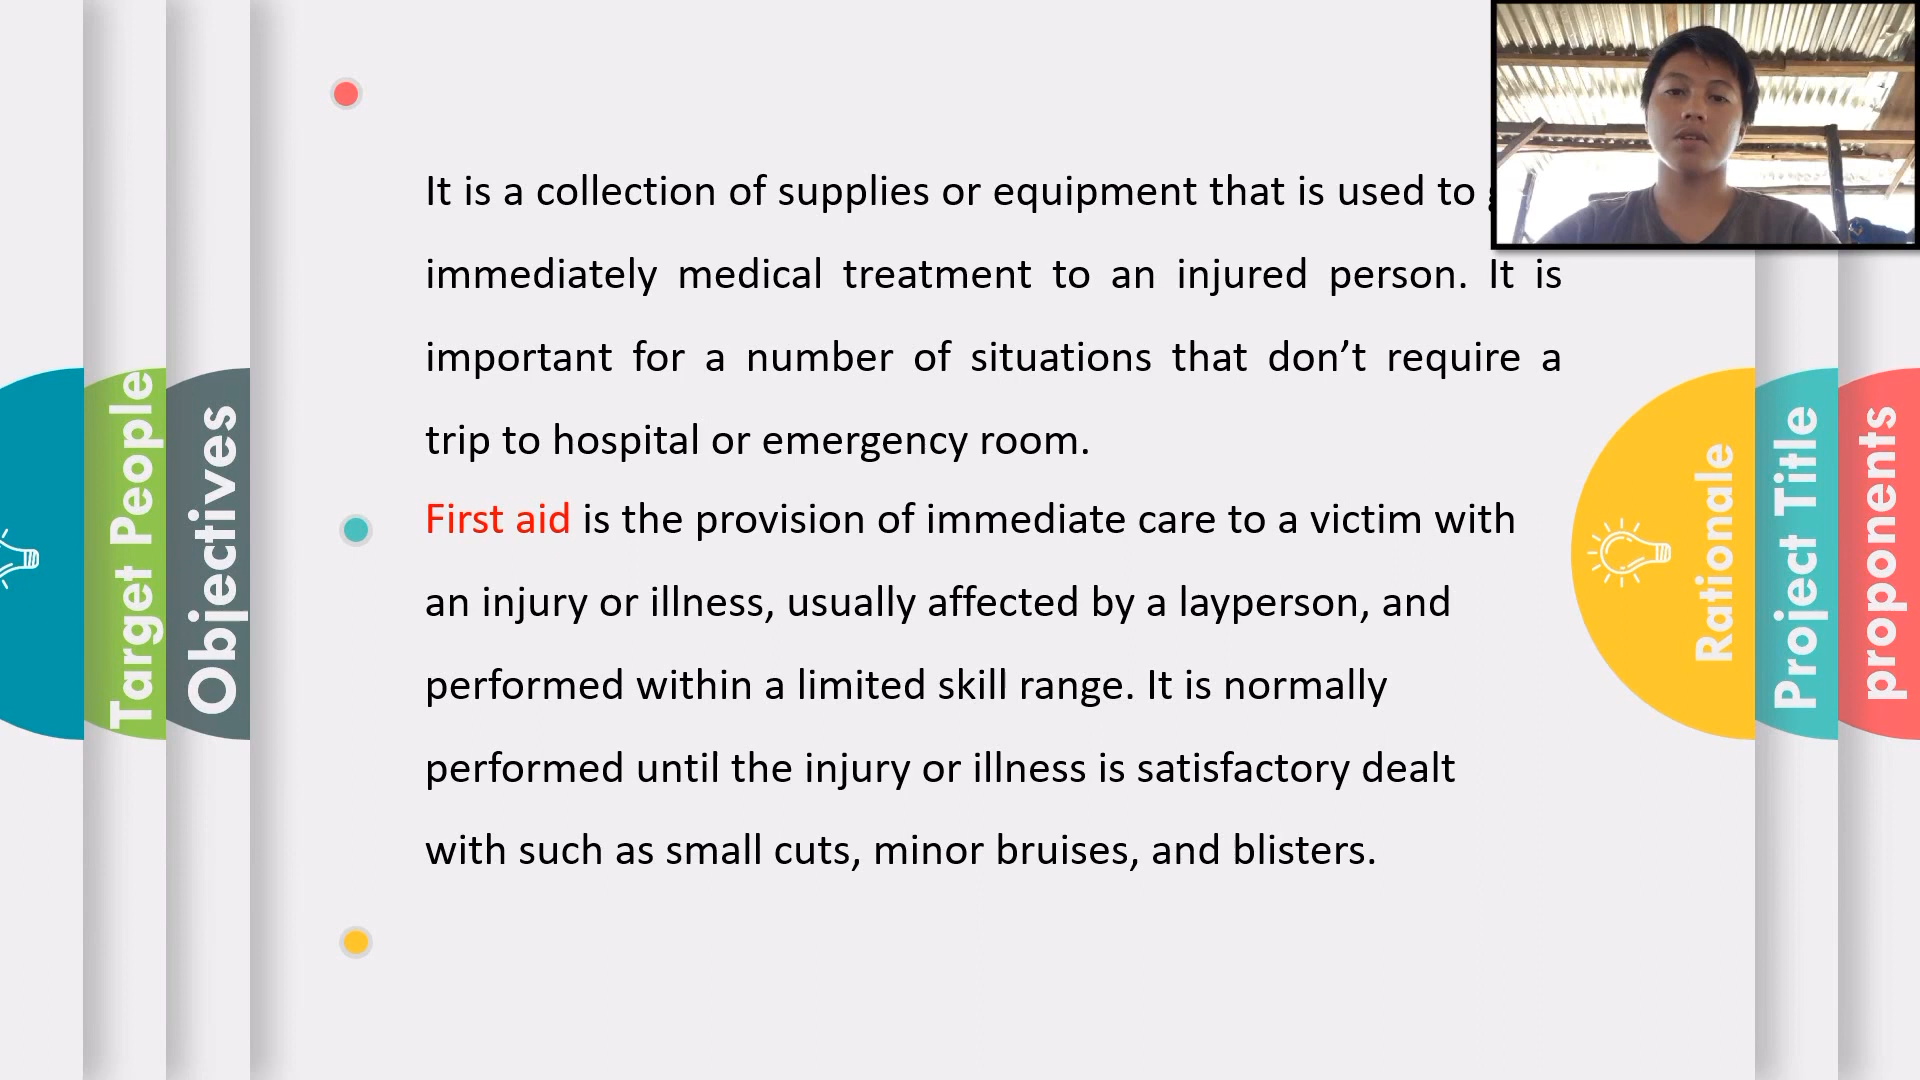 It is a collection of supplies or equipment that is used to
immediately medical treatment to an injured person. It is
important for a number of situations that don’t require a
trip to hospital or emergency room.
First aid is the provision of immediate care to a victim with
an injury or illness, usually affected by a layperson, and
performed within a limited skill range. It is normally
performed until the injury or illness is satisfactory dealt
with such as small cuts, minor bruises, and blisters.
Target People
Objectives
Rationale
Project Title
proponents